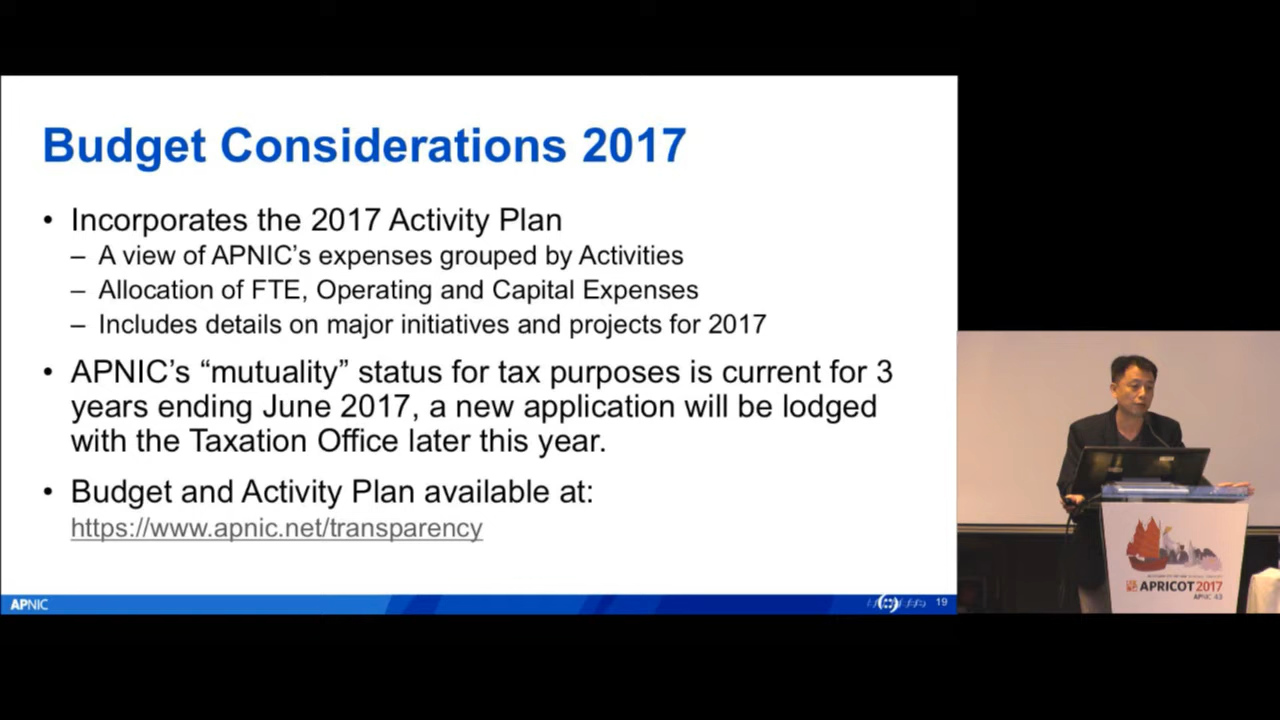 Budget Considerations 2017
• Incorporates the 2017 Activity Plan
– A view of APNIC’s expenses grouped by Activities
– Allocation of FTE, Operating and Capital Expenses
– Includes details on major initiatives and projects for 2017
• APNIC’s “mutuality” status for tax purposes is current for 3
years ending June 2017, a new application will be lodged
with the Taxation Office later this year.
• Budget and Activity Plan available at:
https://www.apnic.net/transparency
APNIC
19
APRICOT 2017
APNIC 43